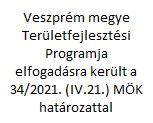 Veszprém megye
Területfejlesztési
Programja
elfogadásra került a
34/2021. (IV.21.) MÖK
határozattal